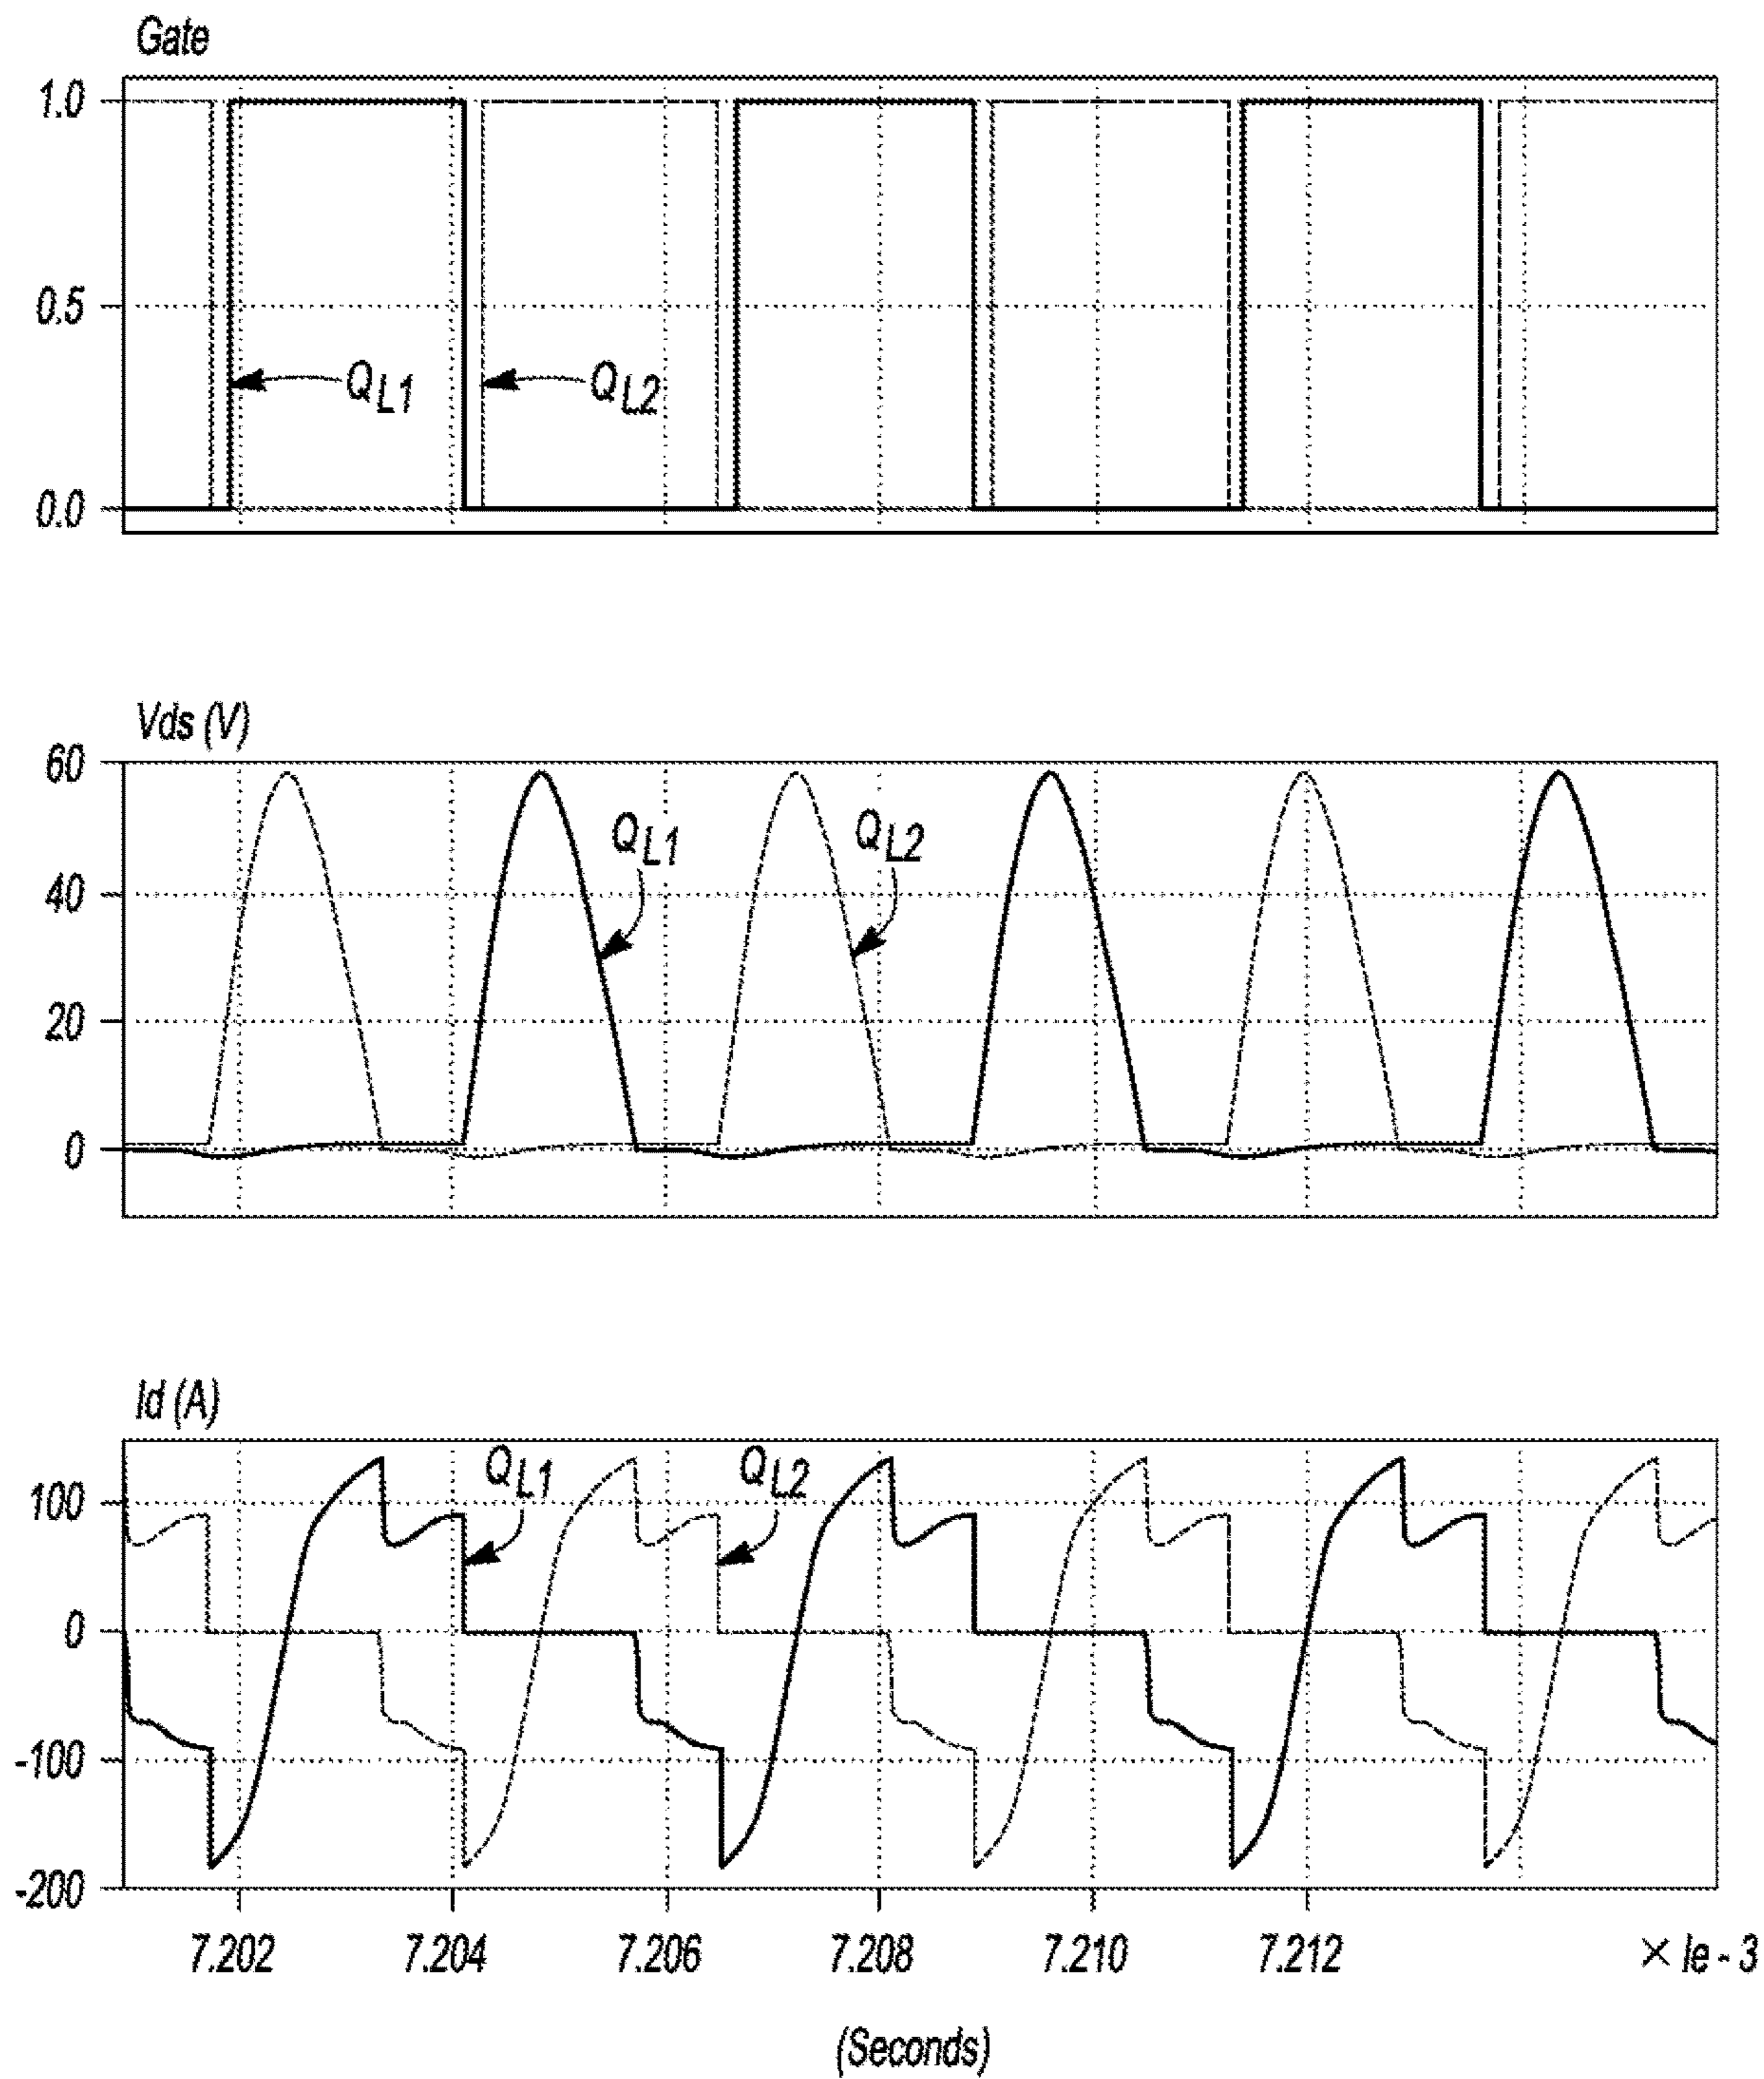 Gate
1.0
0.5
0.0
QL1
QL2
Vds (V)
60
40
20
0
QL1
QL2
Id (A)
100
0
-100
-200
QL1
QL2
7.202 7.204 7.206 7.208 7.210 7.212 × Ie - 3
(Seconds)